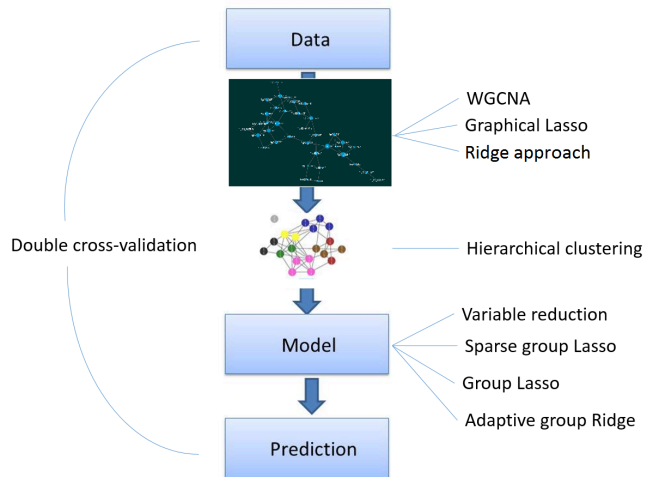 Data
WGCNA
Graphical Lasso
Ridge approach
Double cross-validation
Hierarchical clustering
Variable reduction
Model
Sparse group Lasso
Group Lasso
Adaptive group Ridge
Prediction